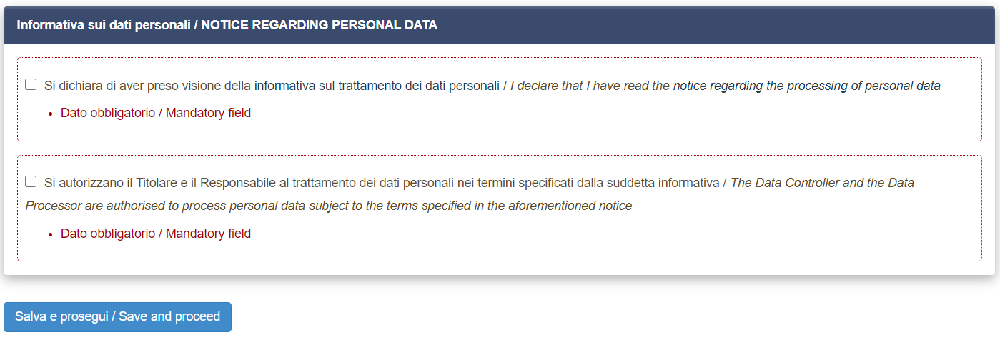 Informativa sui dati personali / NOTICE REGARDING PERSONAL DATA
Si dichiara di aver preso visione della informativa sul trattamento dei dati personali / I declare that I have read the notice regarding the processing of personal data
Dato obbligatorio / Mandatory field
Si autorizzano il Titolare e il Responsabile al trattamento dei dati personali nei termini specificati dalla suddetta informativa / The Data Controller and the Data
Processor are authorised to process personal data subject to the terms specified in the aforementioned notice
Dato obbligatorio / Mandatory field
Salva e prosegui / Save and proceed